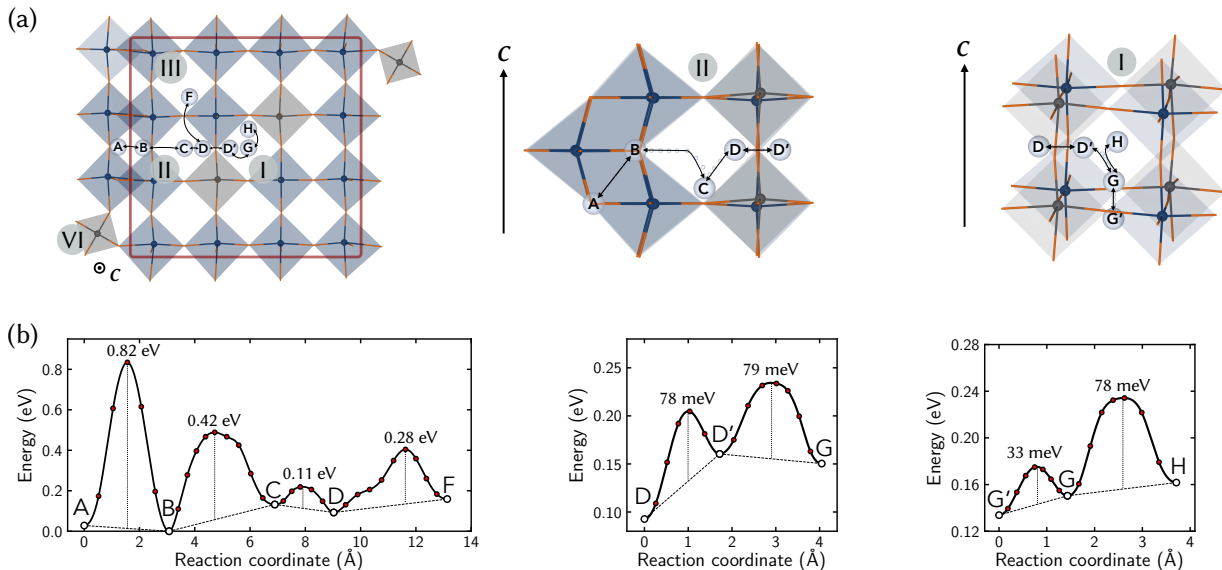 (a)
III
F
A
B
C
D
D'
G
H
II
I
VI
c
c
II
B
D
D'
C
A
c
I
D
D'
H
G
G'
(b)
Energy (eV)
0.8
0.6
0.4
0.2
0.0
0.82 eV
0.42 eV
0.11 eV
0.28 eV
A
B
C
D
F
0 2 4 6 8 10 12 14
Reaction coordinate (Å)
Energy (eV)
0.25
0.20
0.15
0.10
78 meV
79 meV
D
D'
G
0 1 2 3 4
Reaction coordinate (Å)
Energy (eV)
0.28
0.24
0.20
0.16
0.12
33 meV
78 meV
G'
G
H
0 1 2 3 4
Reaction coordinate (Å)